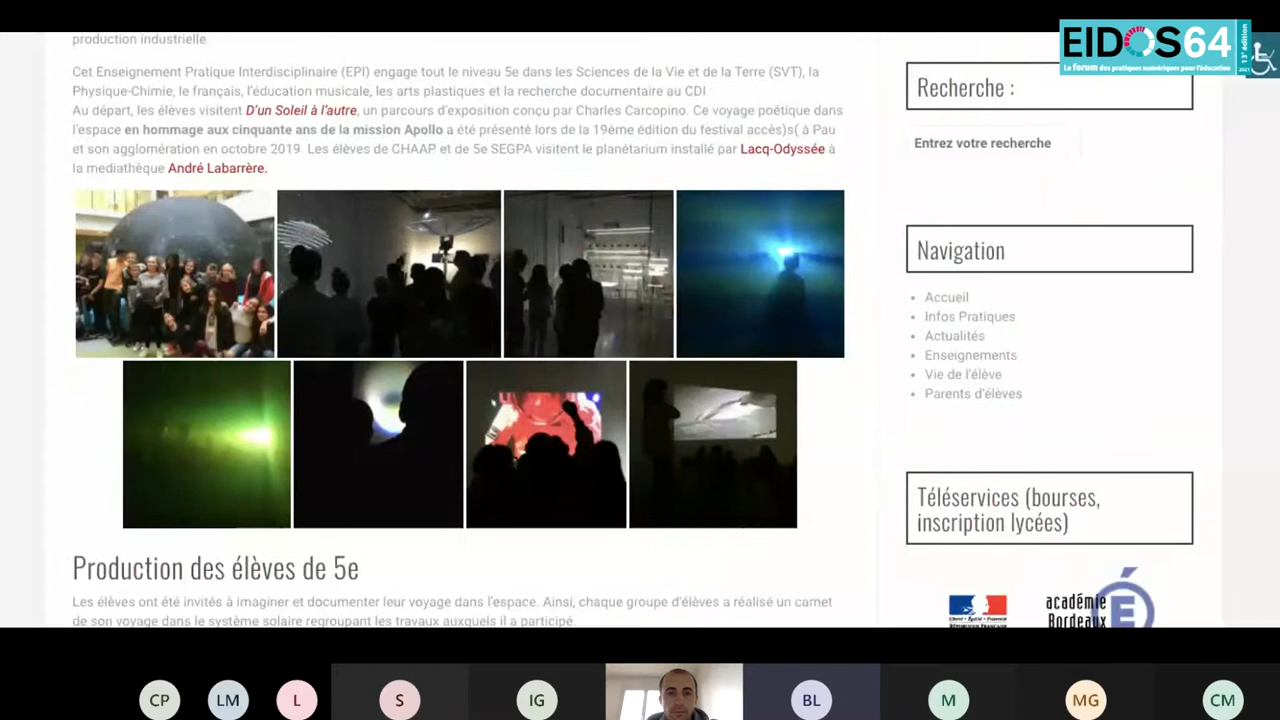 production industrielle
EIDOS64
13e édition
2021
Le forum des pratiques numériques pour l'éducation
Cet Enseignement Pratique Interdisciplinaire (EPI) engage 5e dans les Sciences de la Vie et de la Terre (SVT), la
Physique-Chimie, le français, l'éducation musicale, les arts plastiques et la recherche documentaire au CDI.
Au départ, les élèves visitent D'un Soleil à l'autre, un parcours d'exposition conçu par Charles Carcopino. Ce voyage poétique dans
l'espace en hommage aux cinquante ans de la mission Apollo a été présenté lors de la 19ème édition du festival accès)s( à Pau
et son agglomération en octobre 2019. Les élèves de CHAAP et de 5e SEGPA visitent le planétarium installé par Lacq-Odyssée à
la mediathèque André Labarrère.
Production des élèves de 5e
Les élèves ont été invités à imaginer et documenter leur voyage dans l'espace. Ainsi, chaque groupe d'élèves a réalisé un carnet
de son voyage dans le système solaire regroupant les travaux auxquels il a participé.
Recherche :
Entrez votre recherche
Navigation
Accueil
Infos Pratiques
Actualités
Enseignements
Vie de l'élève
Parents d'élèves
Téléservices (bourses,
inscription lycées)
Liberté • Égalité • Fraternité
RÉPUBLIQUE FRANÇAISE
académie
Bordeaux
É
CP LM L S IG BL M MG CM